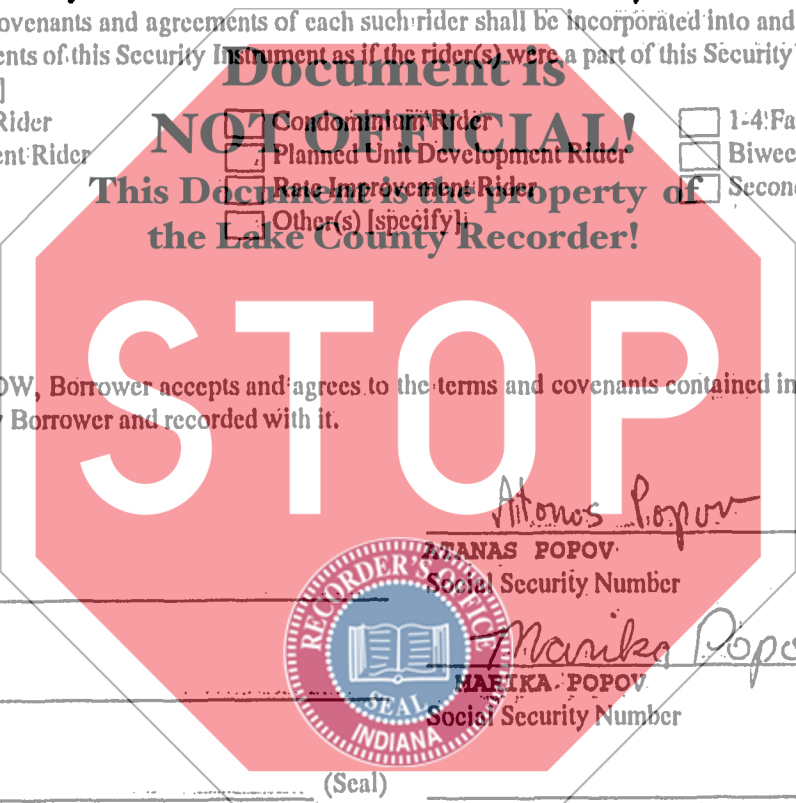 ovenants and agreements of each such rider shall be incorporated into and
ents of this Security Instrument as if the rider(s) were a part of this Security
Document is
]
Rider
Condominium Rider
1-4 Fa
NOT OFFICIAL!
ent Rider
Planned Unit Development Rider
Biwee
This Document is the property of
Rate Improvement Rider
Second
the Lake County Recorder!
Other(s) [specify]
STOP
OW, Borrower accepts and agrees to the terms and covenants contained in
Borrower and recorded with it.
Atanas Popov
ATANAS POPOV
Social Security Number
Marika Popo
MARIKA POPOV
Social Security Number
RECORDER'S OFFICE
SEAL
INDIANA
(Seal)